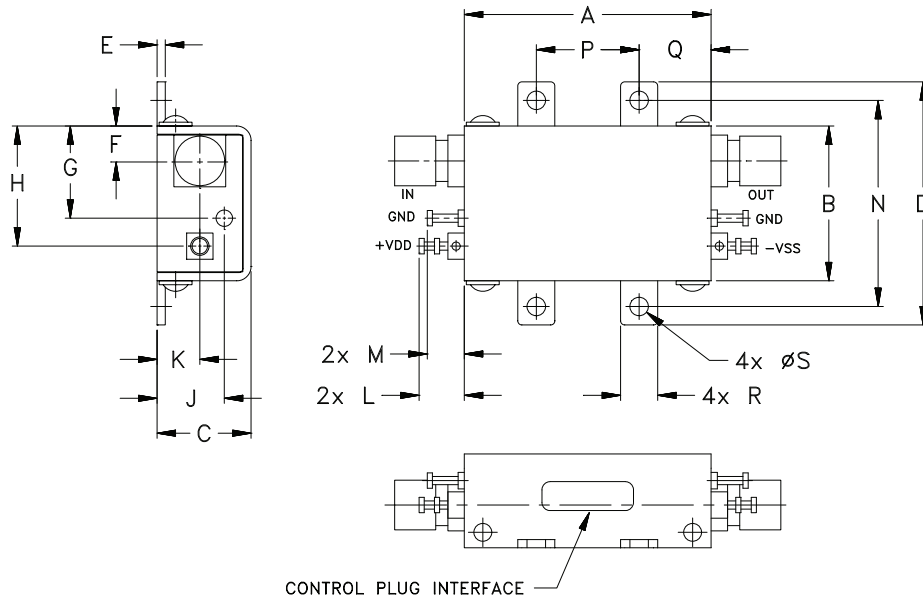 A
E
P
Q
F
G
H
IN
OUT
GND
GND
+VDD
-VSS
B
N
D
K
2x M
4x øS
J
2x L
4x R
C
CONTROL PLUG INTERFACE